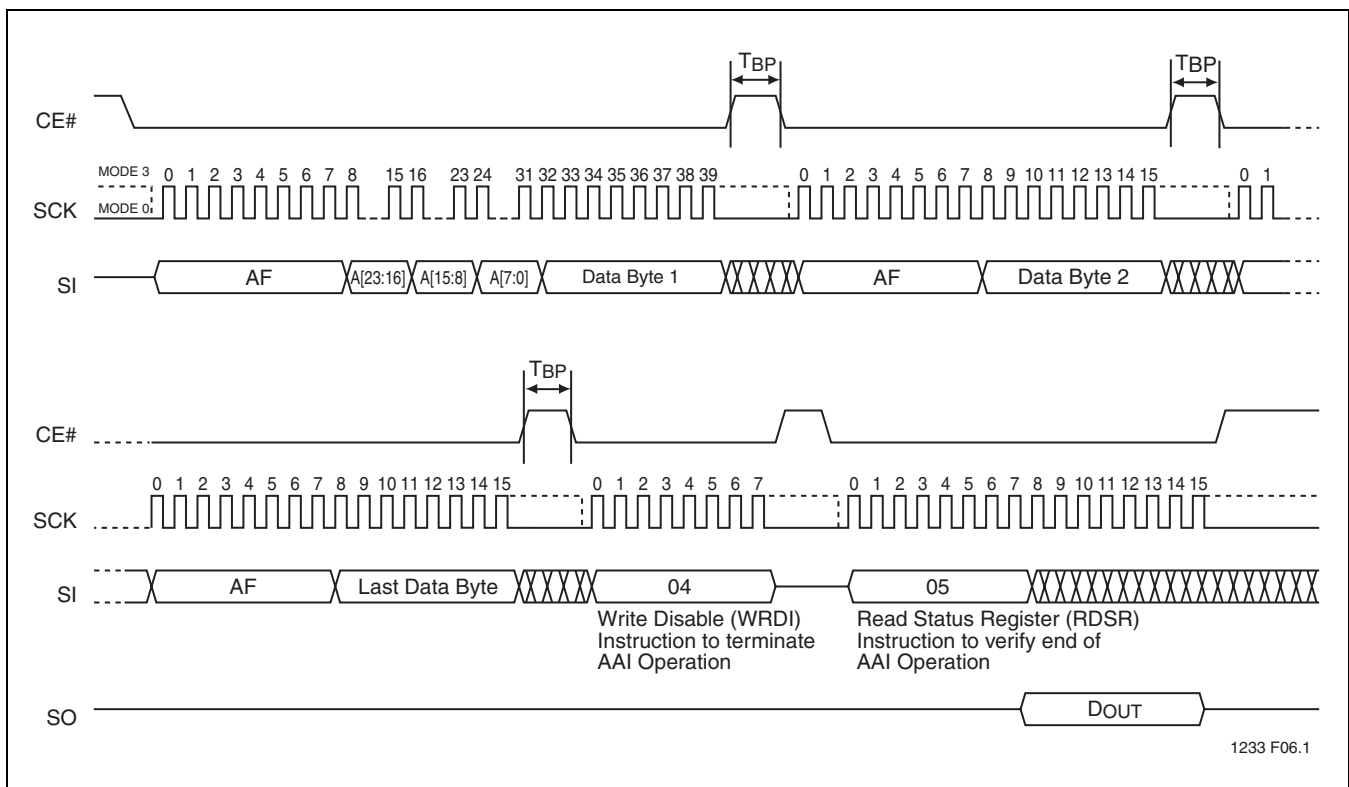 TBP TBP
CE#
MODE 3 0 1 2 3 4 5 6 7 8 15 16 23 24 31 32 33 34 35 36 37 38 39 0 1 2 3 4 5 6 7 8 9 10 11 12 13 14 15 0 1
SCK MODE 0
SI AF A[23:16] A[15:8] A[7:0] Data Byte 1 AF Data Byte 2
TBP
CE#
0 1 2 3 4 5 6 7 8 9 10 11 12 13 14 15 0 1 2 3 4 5 6 7 0 1 2 3 4 5 6 7 8 9 10 11 12 13 14 15
SCK
SI AF Last Data Byte 04 05
Write Disable (WRDI)
Instruction to terminate
AAI Operation
Read Status Register (RDSR)
Instruction to verify end of
AAI Operation
SO DOUT
1233 F06.1